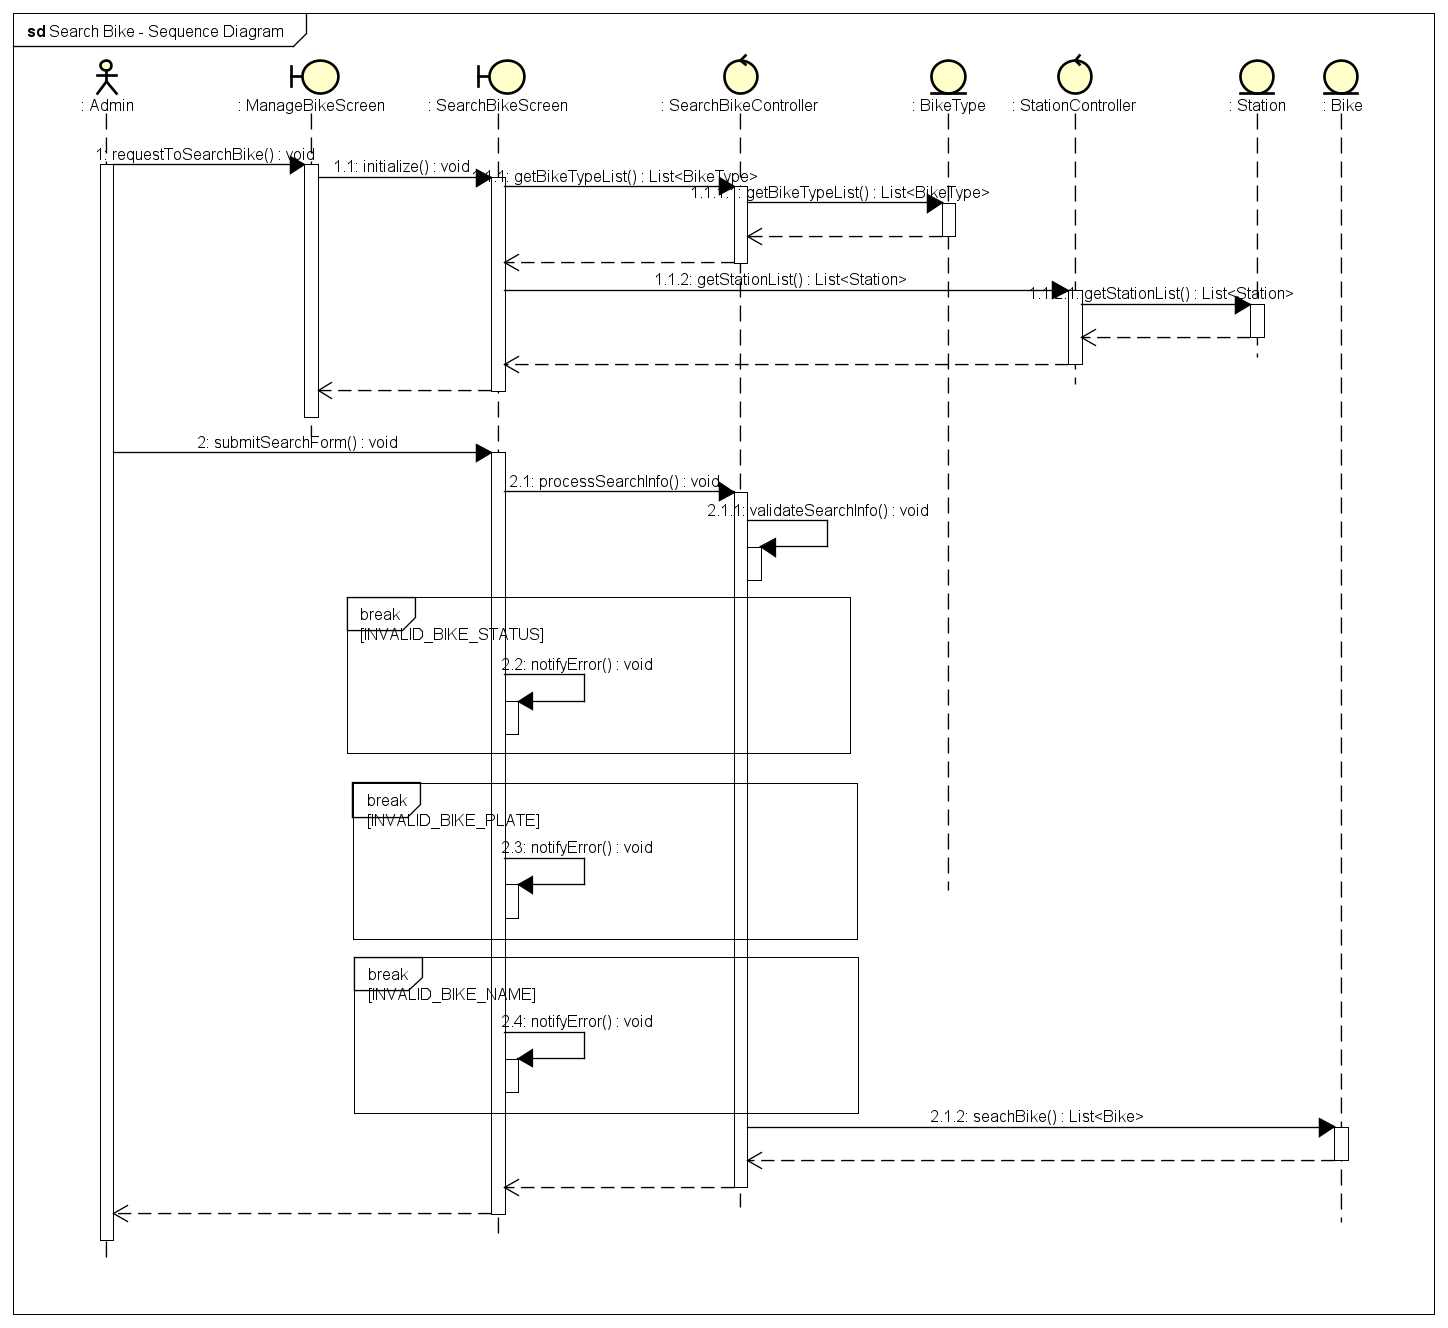 sd Search Bike - Sequence Diagram
: Admin
: ManageBikeScreen
: SearchBikeScreen
: SearchBikeController
: BikeType
: StationController
: Station
: Bike
1: requestToSearchBike() : void
1.1: initialize() : void
1.1.1: getBikeTypeList() : List<BikeType>
1.1.1.1: getBikeTypeList() : List<BikeType>
1.1.2: getStationList() : List<Station>
1.1.2.1: getStationList() : List<Station>
2: submitSearchForm() : void
2.1: processSearchInfo() : void
2.1.1: validateSearchInfo() : void
break
[INVALID_BIKE_STATUS]
2.2: notifyError() : void
break
[INVALID_BIKE_PLATE]
2.3: notifyError() : void
break
[INVALID_BIKE_NAME]
2.4: notifyError() : void
2.1.2: seachBike() : List<Bike>